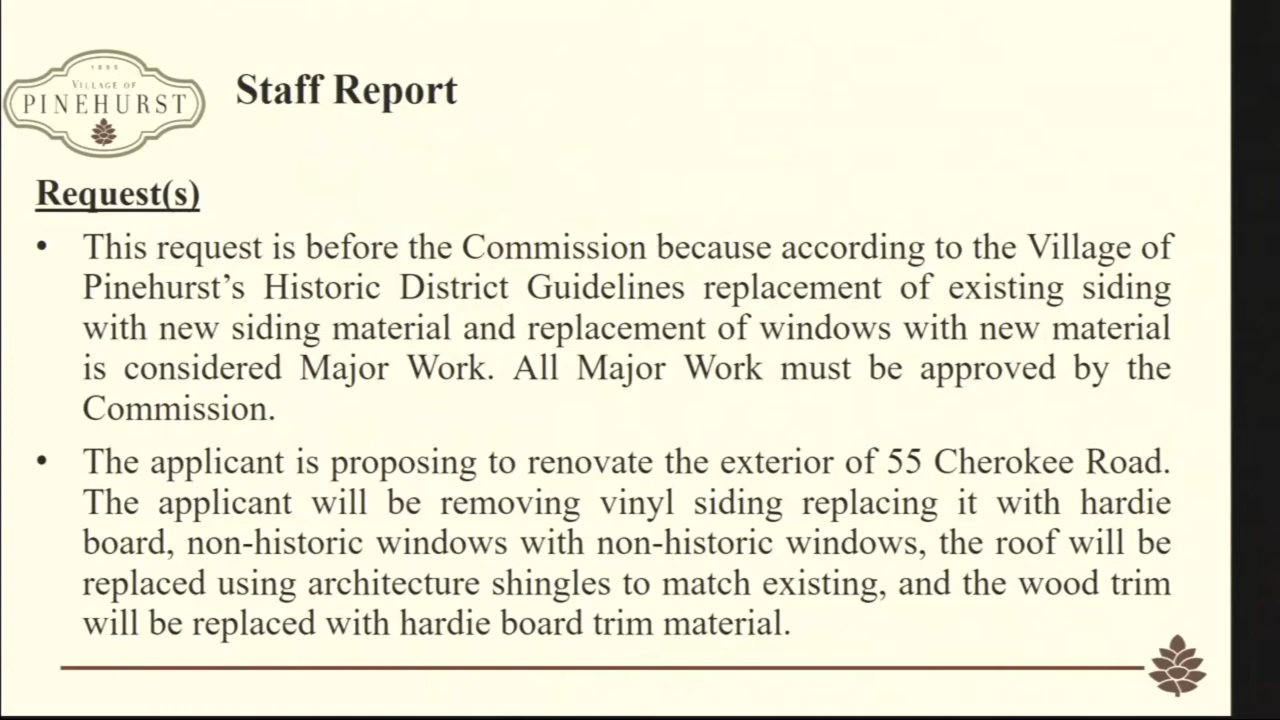 1895
VILLAGE OF
PINEHURST
Staff Report
Request(s)
• This request is before the Commission because according to the Village of
Pinehurst’s Historic District Guidelines replacement of existing siding
with new siding material and replacement of windows with new material
is considered Major Work. All Major Work must be approved by the
Commission.
• The applicant is proposing to renovate the exterior of 55 Cherokee Road.
The applicant will be removing vinyl siding replacing it with hardie
board, non-historic windows with non-historic windows, the roof will be
replaced using architecture shingles to match existing, and the wood trim
will be replaced with hardie board trim material.